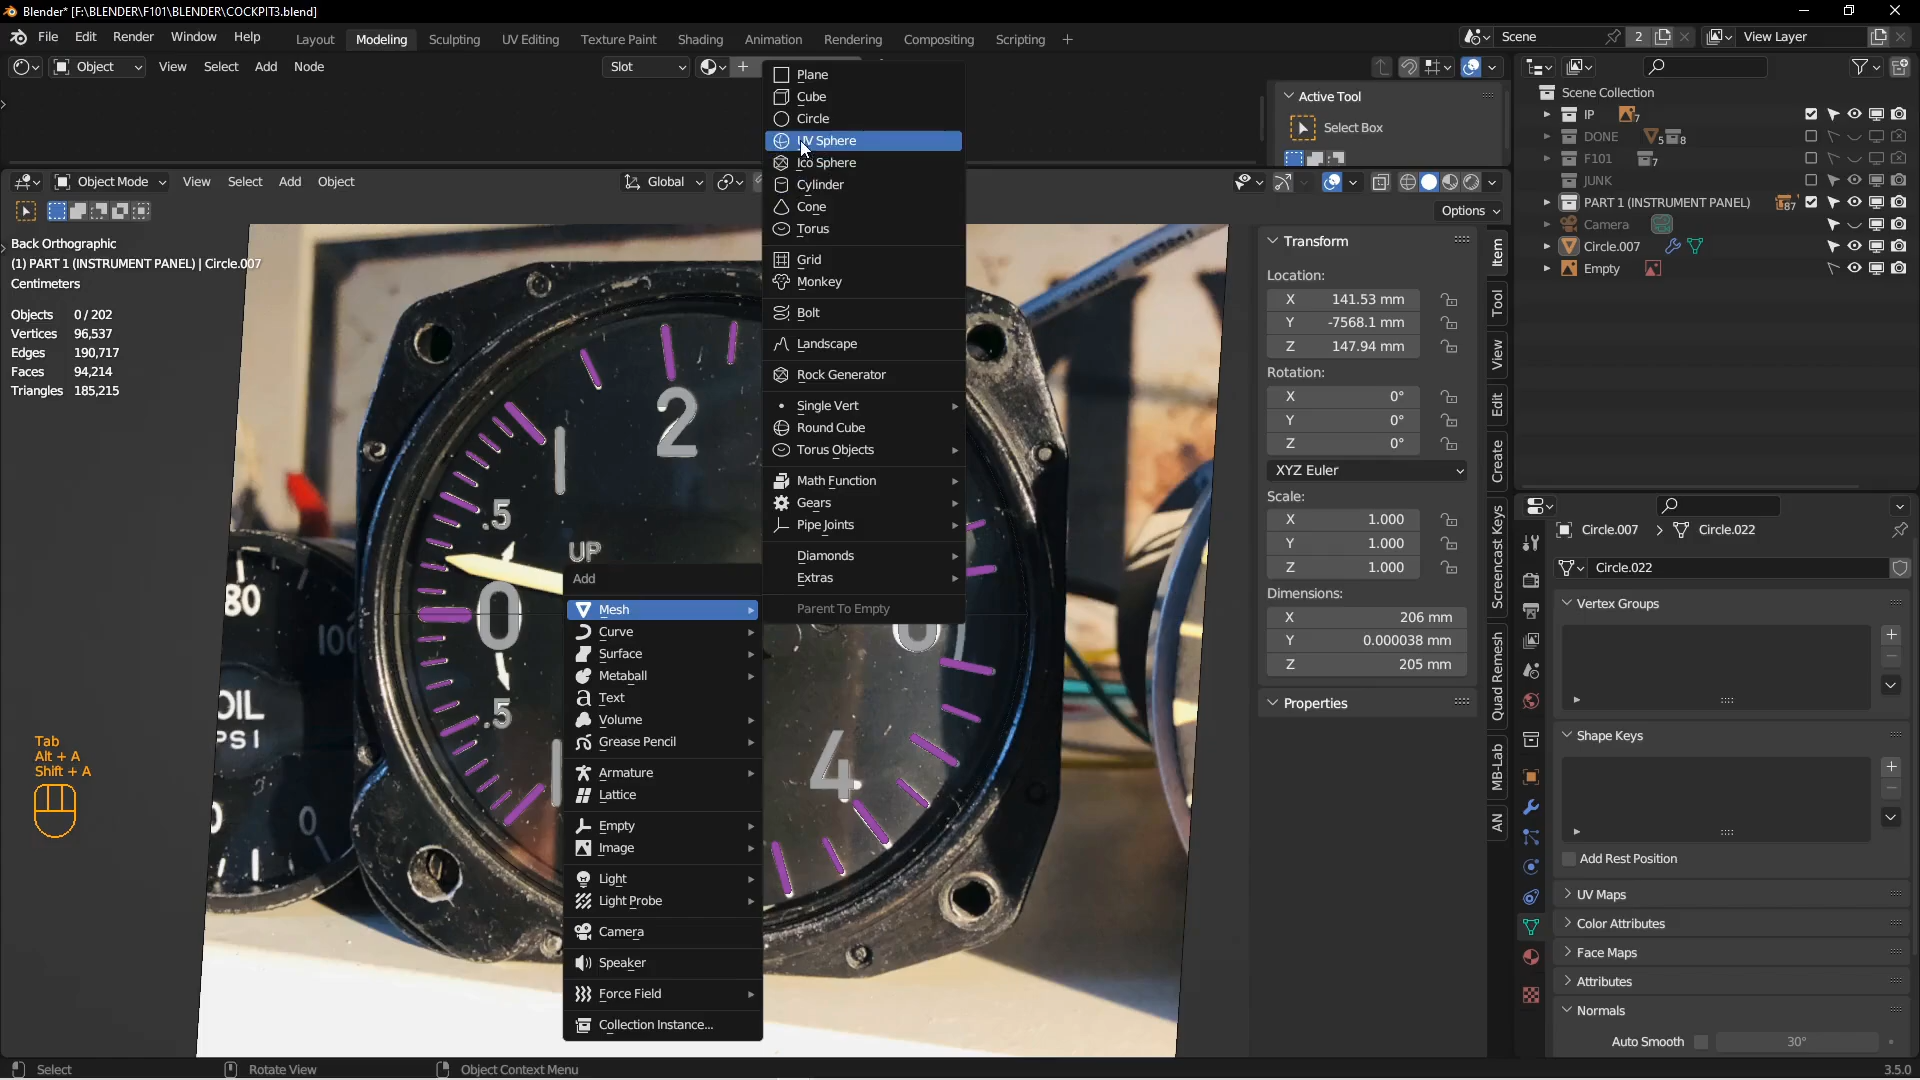 Blender* [F:\BLENDER\F101\BLENDER\COCKPIT3.blend]
File Edit Render Window Help Layout Modeling Sculpting UV Editing Texture Paint Shading Animation Rendering Compositing Scripting + Scene 2 View Layer
Object View Select Add Node Slot
Plane
Cube
Circle
UV Sphere
Ico Sphere
Cylinder
Cone
Torus
Grid
Monkey
Bolt
Landscape
Rock Generator
Single Vert
Round Cube
Torus Objects
Math Function
Gears
Pipe Joints
Diamonds
Extras
Parent To Empty
Active Tool
Select Box
Scene Collection
IP 7
DONE 5 8
F101 7
JUNK
PART 1 (INSTRUMENT PANEL) 87
Camera
Circle.007
Empty
Object Mode View Select Add Object Global
Options
Back Orthographic
(1) PART 1 (INSTRUMENT PANEL) | Circle.007
Centimeters
Objects 0 / 202
Vertices 96,537
Edges 190,717
Faces 94,214
Triangles 185,215
2
.5
UP
0
.5
4
80
100
OIL
PSI
0
0
Add
Mesh
Curve
Surface
Metaball
Text
Volume
Grease Pencil
Armature
Lattice
Empty
Image
Light
Light Probe
Camera
Speaker
Force Field
Collection Instance...
Tab
Alt + A
Shift + A
Transform
Location:
X 141.53 mm
Y -7568.1 mm
Z 147.94 mm
Rotation:
X 0°
Y 0°
Z 0°
XYZ Euler
Scale:
X 1.000
Y 1.000
Z 1.000
Dimensions:
X 206 mm
Y 0.000038 mm
Z 205 mm
Properties
Item
Tool
View
Edit
Create
Screencast Keys
Quad Remesh
MB-Lab
AN
Circle.007 > Circle.022
Circle.022
Vertex Groups
Shape Keys
Add Rest Position
UV Maps
Color Attributes
Face Maps
Attributes
Normals
Auto Smooth 30°
Select Rotate View Object Context Menu 3.5.0